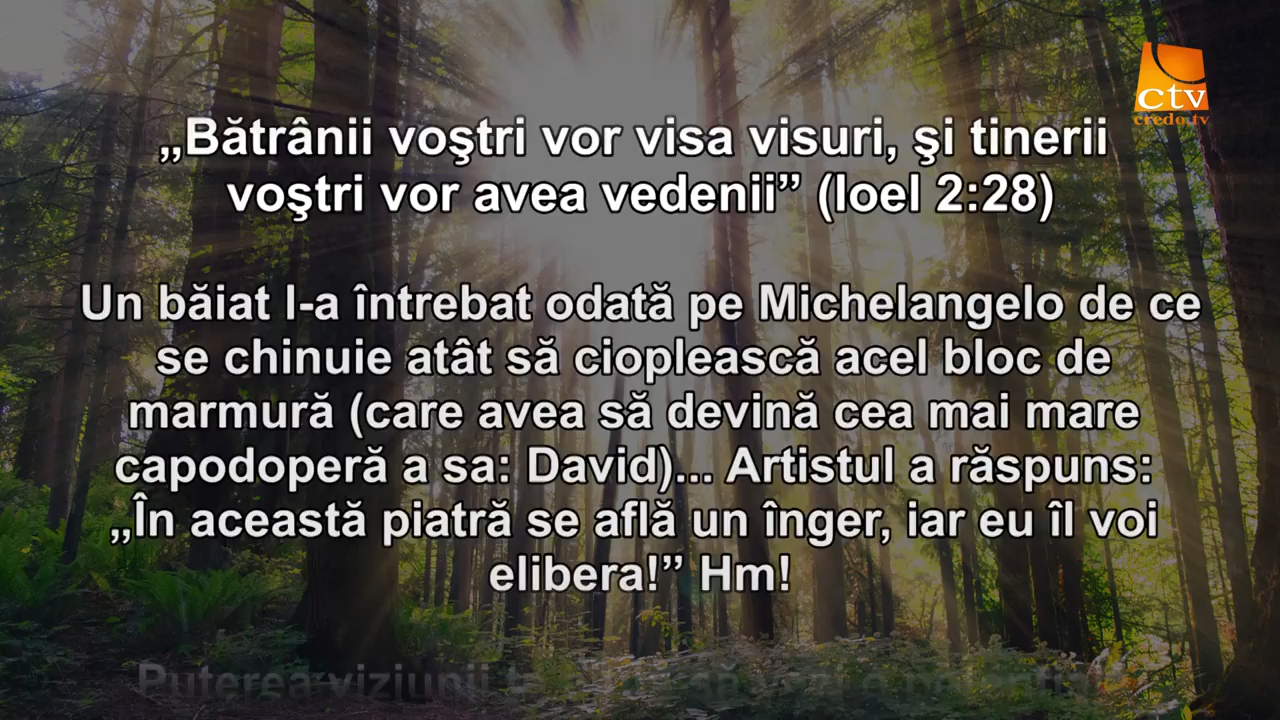 ctv
credo.tv
„Bătrânii voştri vor visa visuri, şi tinerii
voştri vor avea vedenii” (Ioel 2:28)
Un băiat l-a întrebat odată pe Michelangelo de ce
se chinuie atât să cioplească acel bloc de
marmură (care avea să devină cea mai mare
capodoperă a sa: David)... Artistul a răspuns:
„În această piatră se află un înger, iar eu îl voi
elibera!” Hm!
Puterea viziunii